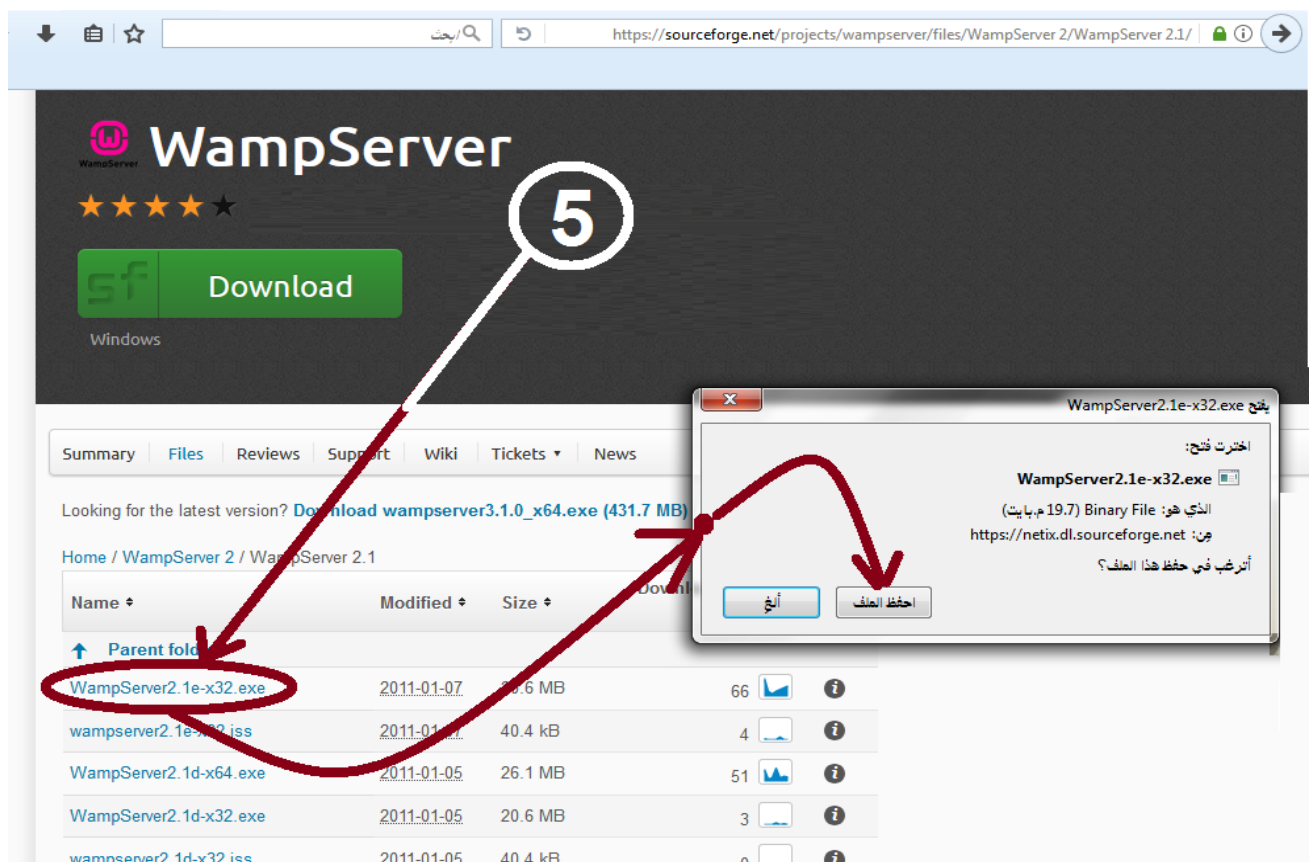 بحث
https://sourceforge.net/projects/wampserver/files/WampServer 2/WampServer 2.1/
WampServer
WampServer
5
sf Download
Windows
Summary Files Reviews Support Wiki Tickets News
Looking for the latest version? Download wampserver3.1.0_x64.exe (431.7 MB)
Home / WampServer 2 / WampServer 2.1
Name Modified Size
Parent
WampServer2.1e-x32.exe 2011-01-07 20.6 MB 66
wampserver2.1e-x32.iss 2011-01-07 40.4 kB 4
WampServer2.1d-x64.exe 2011-01-05 26.1 MB 51
WampServer2.1d-x32.exe 2011-01-05 20.6 MB 3
wampserver2.1d-x32.iss 2011-01-05 40.4 kB
يفتح WampServer2.1e-x32.exe
اخترت فتح:
WampServer2.1e-x32.exe
الذي هو: Binary File (19.7 م.بايت)
مِن: https://netix.dl.sourceforge.net
أترغب في حفظ هذا الملف؟
احفظ الملف
ألغِ